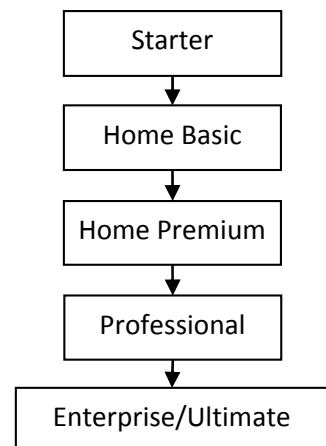 Starter
Home Basic
Home Premium
Professional
Enterprise/Ultimate